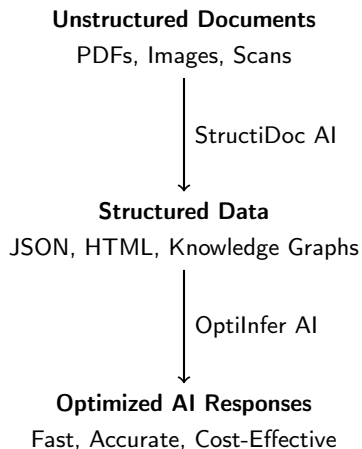 Unstructured Documents
PDFs, Images, Scans
StructiDoc AI
Structured Data
JSON, HTML, Knowledge Graphs
OptiInfer AI
Optimized AI Responses
Fast, Accurate, Cost-Effective